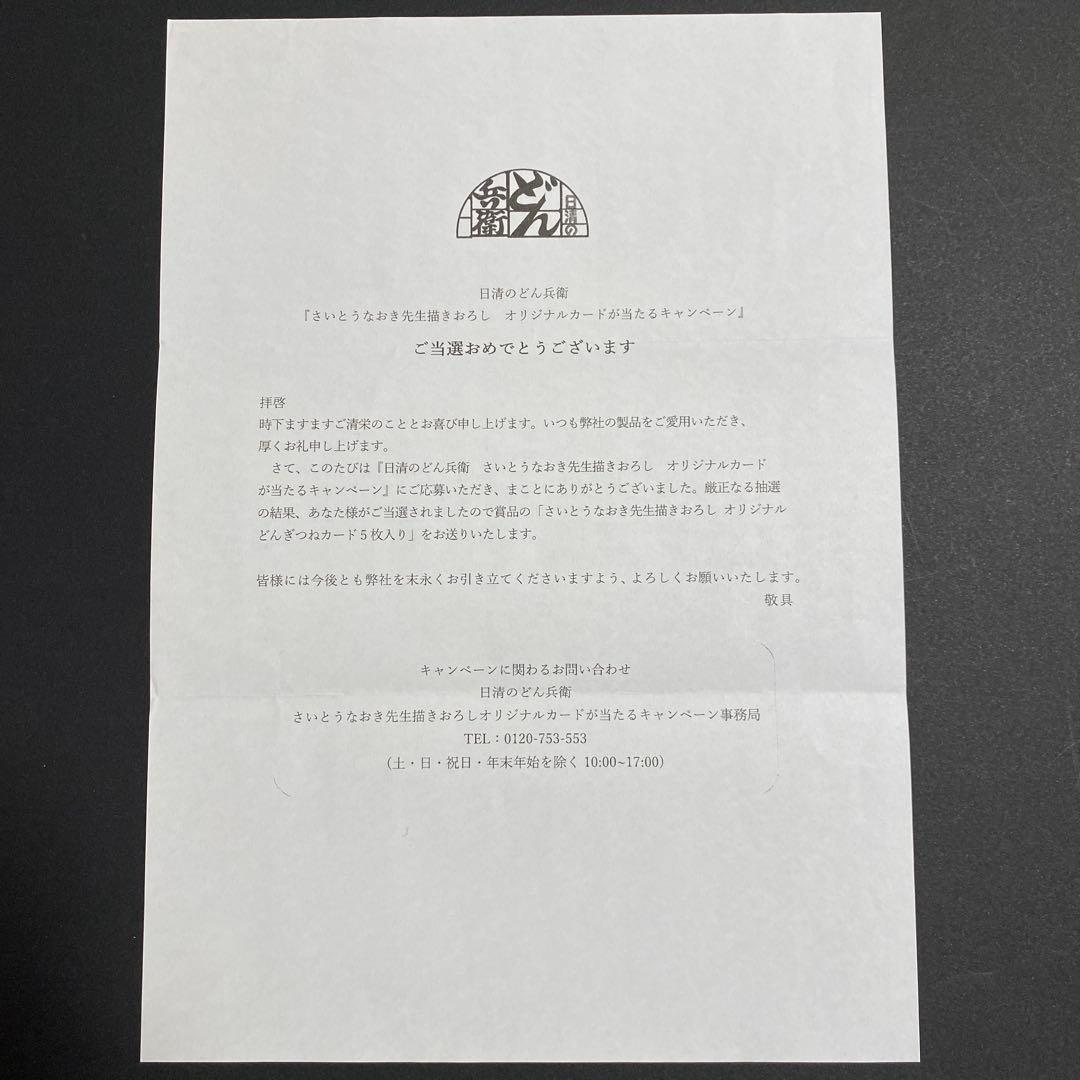 日清の
どん
兵衛
日清のどん兵衛
『さいとうなおき先生描きおろし　オリジナルカードが当たるキャンペーン』
ご当選おめでとうございます
拝啓
時下ますますご清栄のこととお喜び申し上げます。いつも弊社の製品をご愛用いただき、
厚くお礼申し上げます。
　さて、このたびは『日清のどん兵衛　さいとうなおき先生描きおろし　オリジナルカード
が当たるキャンペーン』にご応募いただき、まことにありがとうございました。厳正なる抽選
の結果、あなた様がご当選されましたので賞品の「さいとうなおき先生描きおろし オリジナル
どんぎつねカード５枚入り」をお送りいたします。
皆様には今後とも弊社を末永くお引き立てくださいますよう、よろしくお願いいたします。
敬具
キャンペーンに関わるお問い合わせ
日清のどん兵衛
さいとうなおき先生描きおろしオリジナルカードが当たるキャンペーン事務局
TEL：0120-753-553
（土・日・祝日・年末年始を除く 10:00~17:00）